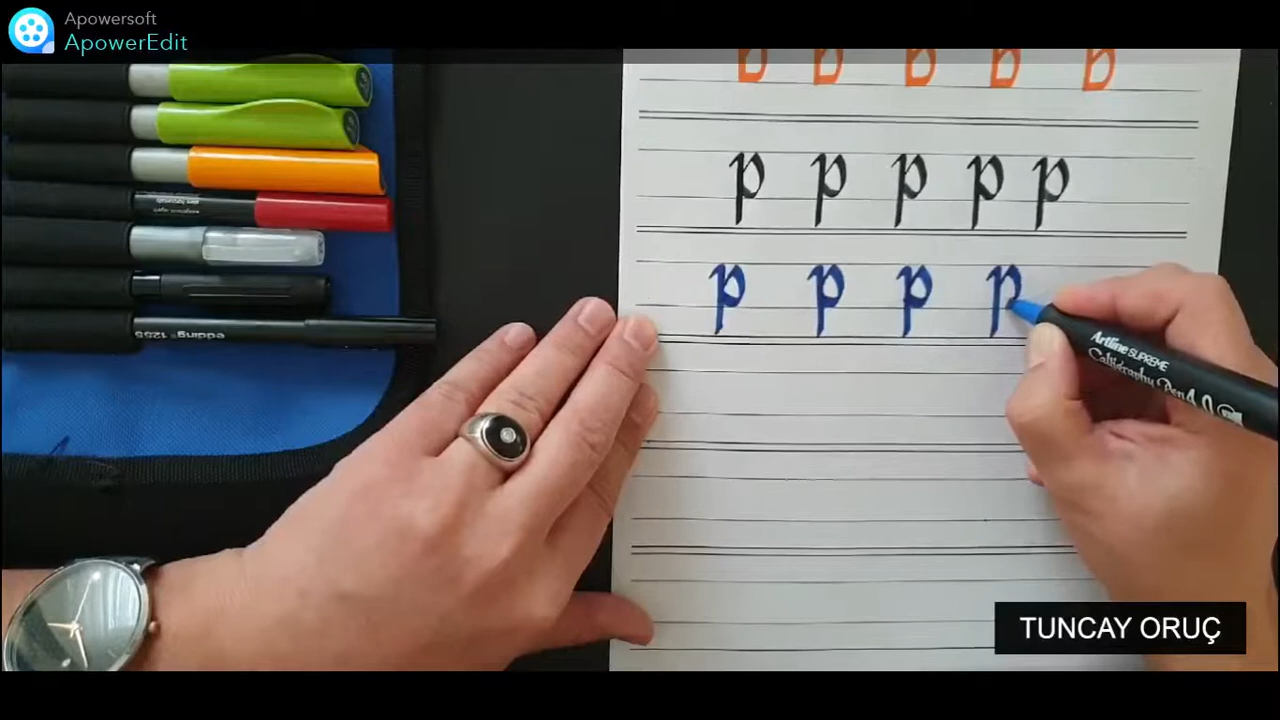 Apowersoft
ApowerEdit
b b b b b
p p p p p
p p p p
edding 1255
Artline SUPREME
Calligraphy Pen
TUNCAY ORUÇ